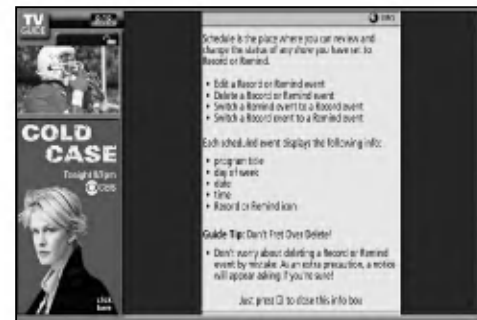 TV
GUIDE
INFO
Schedule is the place where you can review and
change the status of any show you have set to
Record or Remind.
• Edit a Record or Remind event
• Delete a Record or Remind event
• Switch a Remind event to a Record event
• Switch a Record event to a Remind event
Each scheduled event displays the following info:
• program title
• day of week
• date
• time
• Record or Remind icon
Guide Tip: Don't Fret Over Delete!
• Don't worry about deleting a Record or Remind
event by mistake. As an extra precaution, a notice
will appear asking if you're sure!
Just press to close this info box
COLD
CASE
Tonight 8/7pm
CBS
click
here